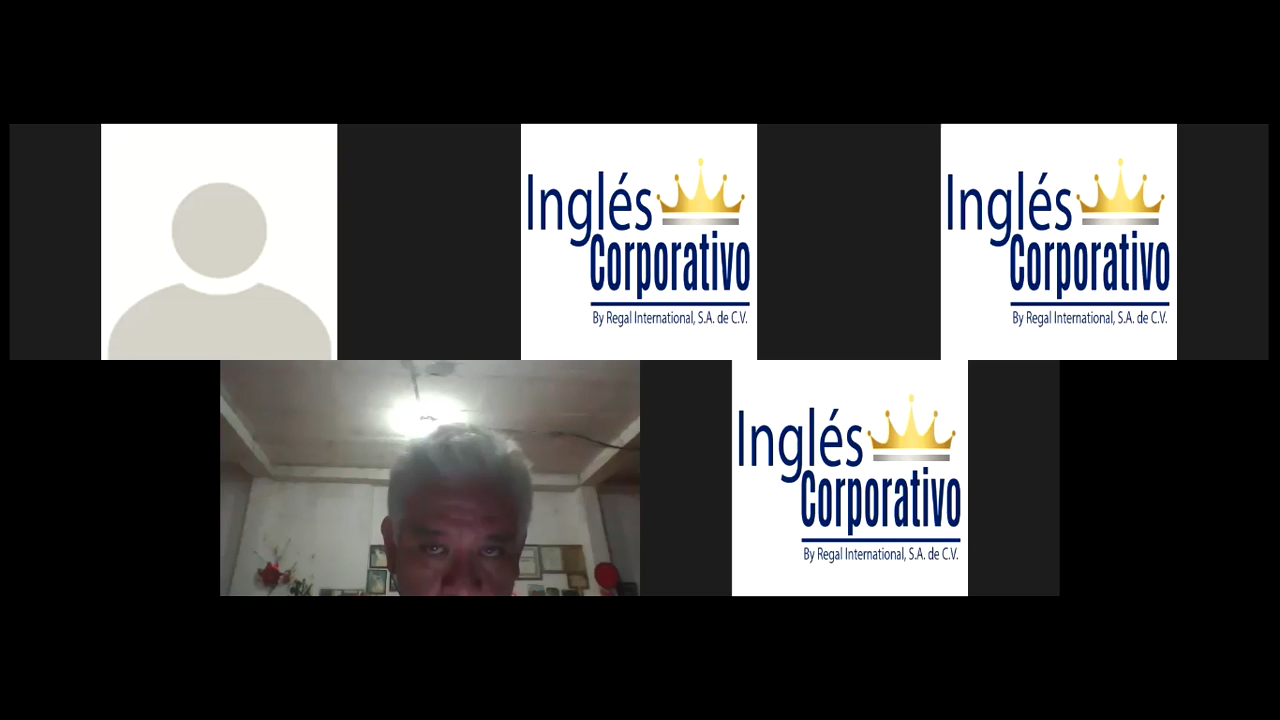 Inglés
Corporativo
By Regal International, S.A. de C.V.
Inglés
Corporativo
By Regal International, S.A. de C.V.
Inglés
Corporativo
By Regal International, S.A. de C.V.